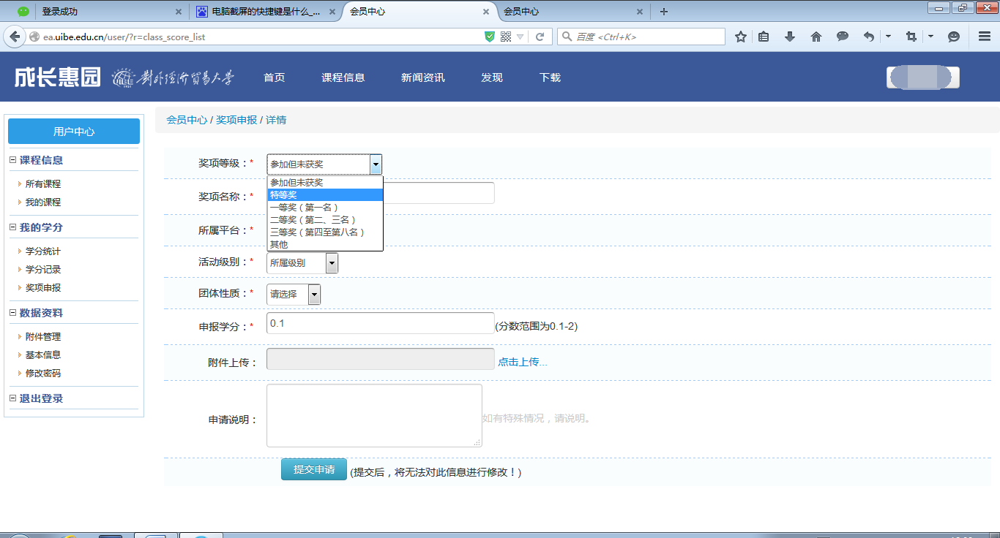 登录成功
电脑截屏的快捷键是什么_...
会员中心
会员中心
ea.uibe.edu.cn/user/?r=class_score_list
百度 <Ctrl+K>
成长惠园
对外经济贸易大学
首页
课程信息
新闻资讯
发现
下载
用户中心
课程信息
所有课程
我的课程
我的学分
学分统计
学分记录
奖项申报
数据资料
附件管理
基本信息
修改密码
退出登录
会员中心 / 奖项申报 / 详情
奖项等级：* 参加但未获奖
参加但未获奖
特等奖
一等奖（第一名）
二等奖（第二、三名）
三等奖（第四至第八名）
其他
奖项名称：*
所属平台：*
活动级别：* 所属级别
团体性质：* 请选择
申报学分：* 0.1 (分数范围为0.1-2)
附件上传： 点击上传...
申请说明： 如有特殊情况，请说明。
提交申请 (提交后，将无法对此信息进行修改！)